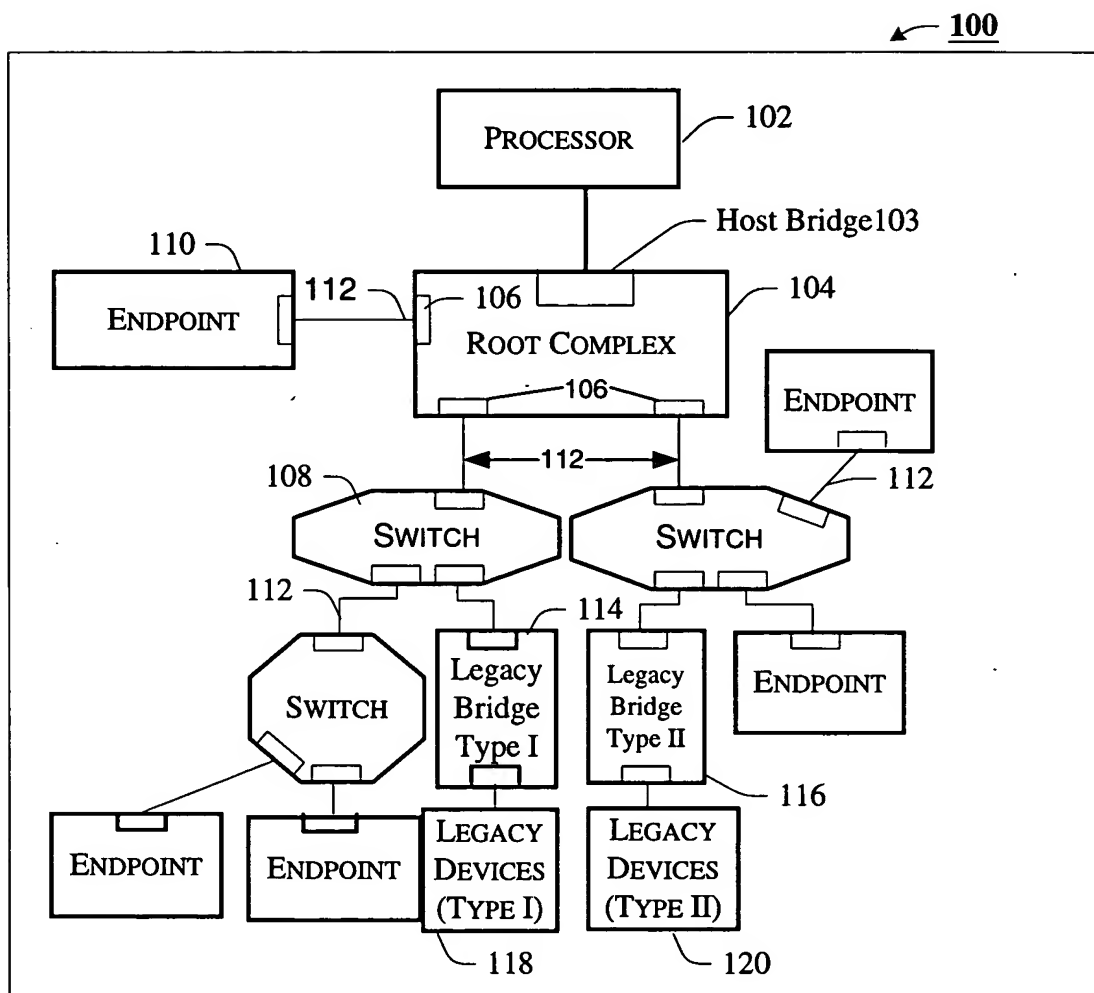 100
PROCESSOR
102
Host Bridge103
110
ENDPOINT
112
106
ROOT COMPLEX
104
106
ENDPOINT
112
112
108
SWITCH
SWITCH
112
114
SWITCH
Legacy
Bridge
Type I
Legacy
Bridge
Type II
ENDPOINT
116
ENDPOINT
ENDPOINT
LEGACY
DEVICES
(TYPE I)
LEGACY
DEVICES
(TYPE II)
118
120